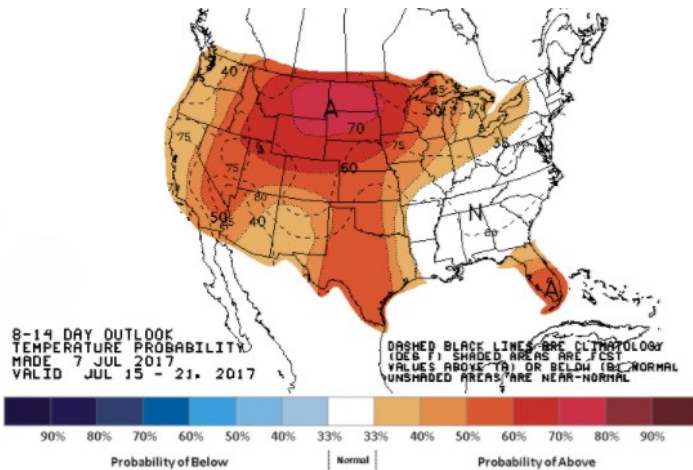 40
A
N
50
70
33
75
75
75
60
70
80
50
40
N
A
8-14 DAY OUTLOOK
TEMPERATURE PROBABILITY
MADE 7 JUL 2017
VALID JUL 15 - 21, 2017
DASHED BLACK LINES ARE CLIMATOLOGY
(DEG F) SHADED AREAS ARE FCST
VALUES ABOVE (A) OR BELOW (B) NORMAL
UNSHADED AREAS ARE NEAR-NORMAL
90% 80% 70% 60% 50% 40% 33% 33% 40% 50% 60% 70% 80% 90%
Probability of Below Normal Probability of Above